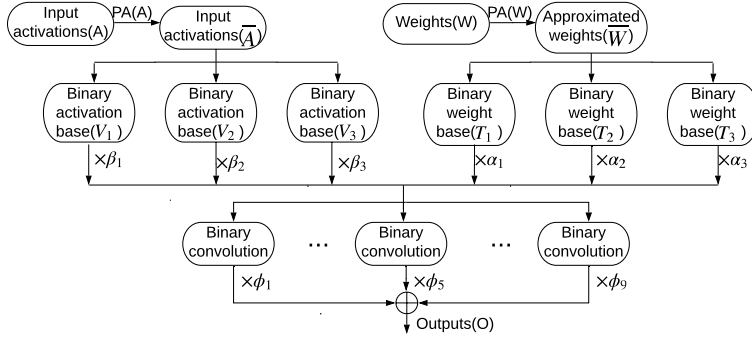 Input
activations(A)
PA(A)
Input
activations(A̅)
Weights(W)
PA(W)
Approximated
weights(W̅)
Binary
activation
base(V₁)
Binary
activation
base(V₂)
Binary
activation
base(V₃)
Binary
weight
base(T₁)
Binary
weight
base(T₂)
Binary
weight
base(T₃)
×β₁
×β₂
×β₃
×α₁
×α₂
×α₃
Binary
convolution
...
Binary
convolution
...
Binary
convolution
×ϕ₁
×ϕ₅
×ϕ₉
Outputs(O)